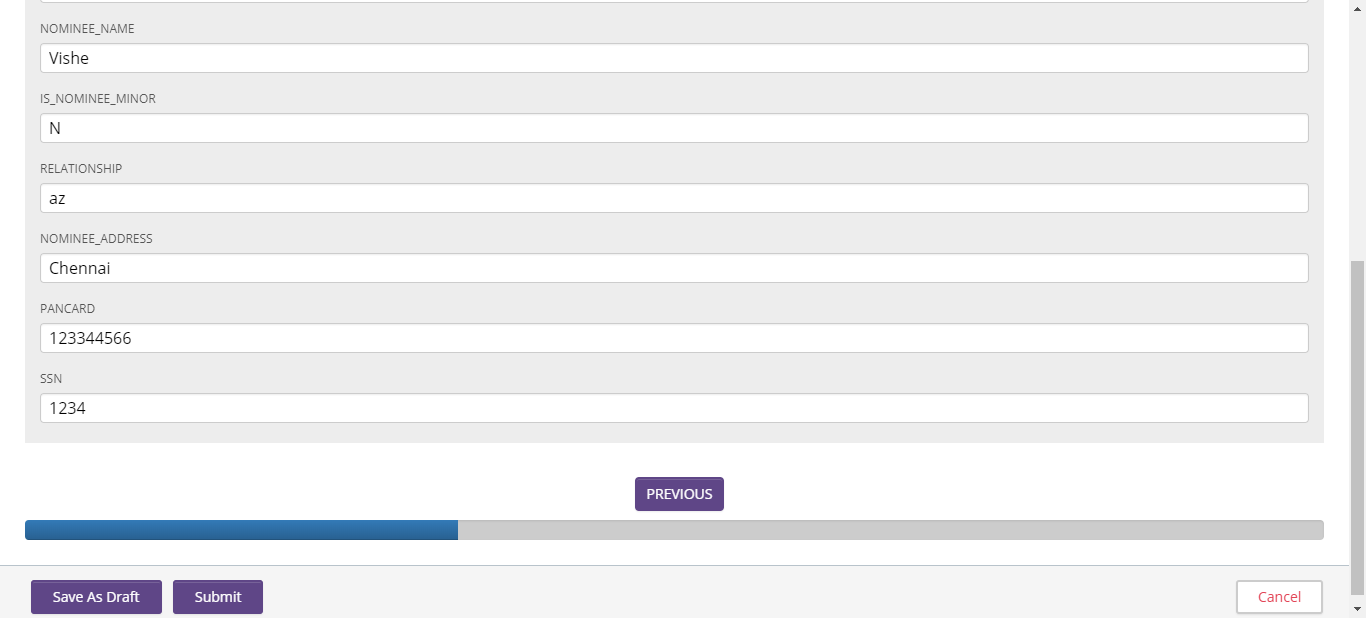 NOMINEE_NAME
Vishe
IS_NOMINEE_MINOR
N
RELATIONSHIP
az
NOMINEE_ADDRESS
Chennai
PANCARD
123344566
SSN
1234
PREVIOUS
Save As Draft Submit Cancel